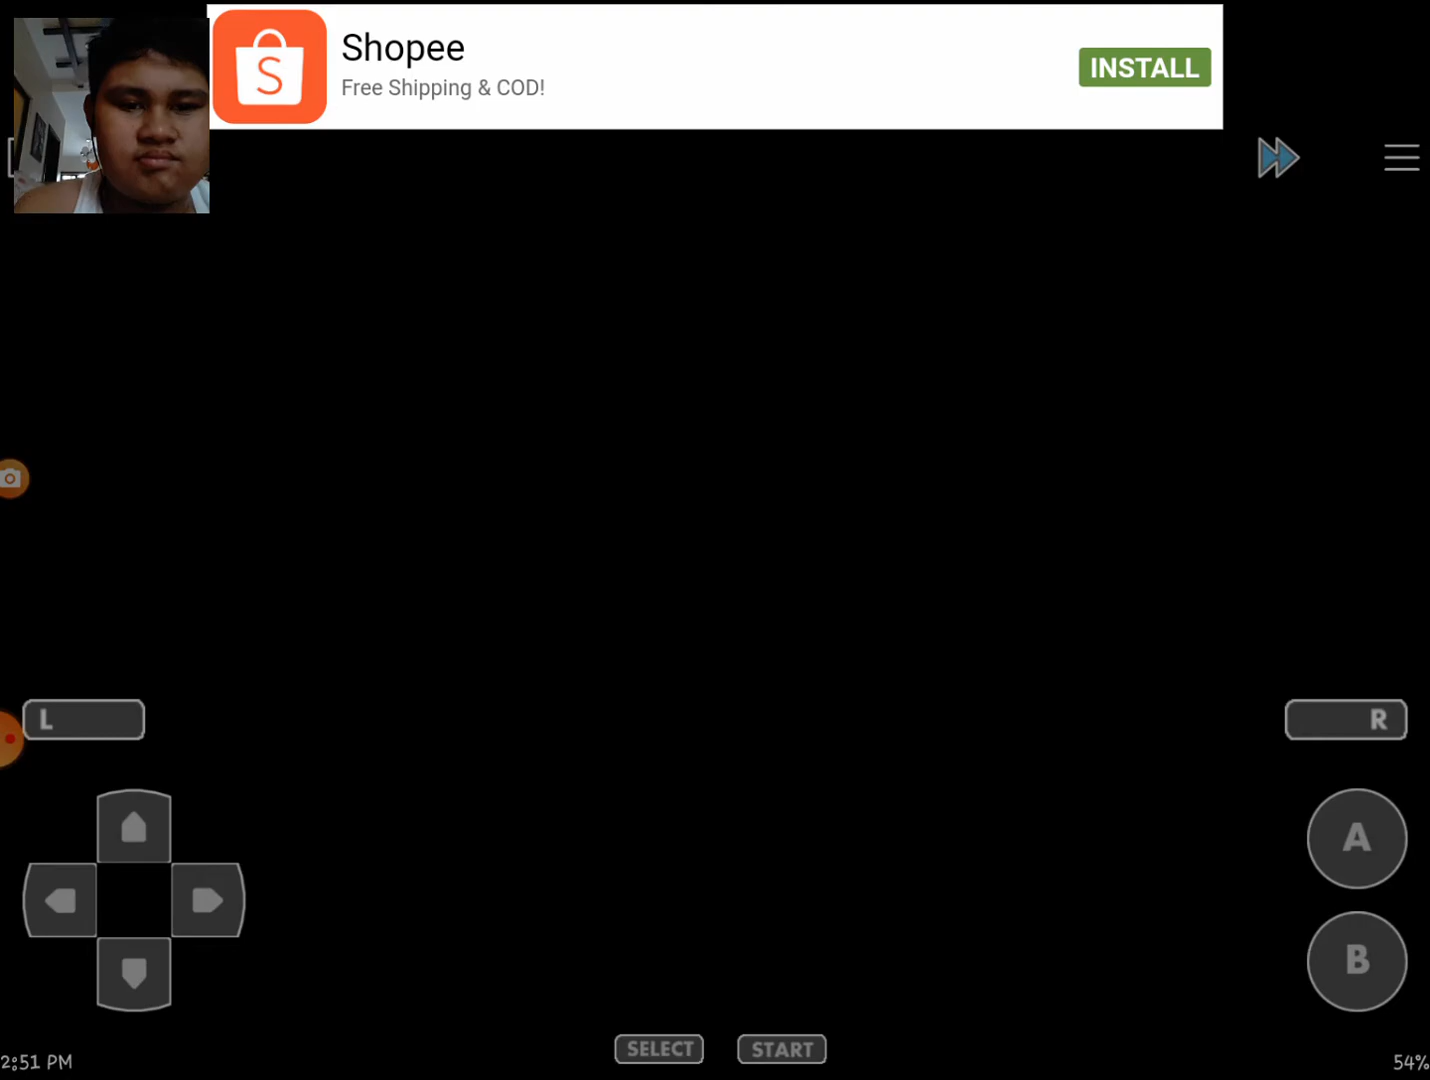 Shopee
Free Shipping & COD!
INSTALL
S
L
R
A
B
SELECT
START
2:51 PM
54%